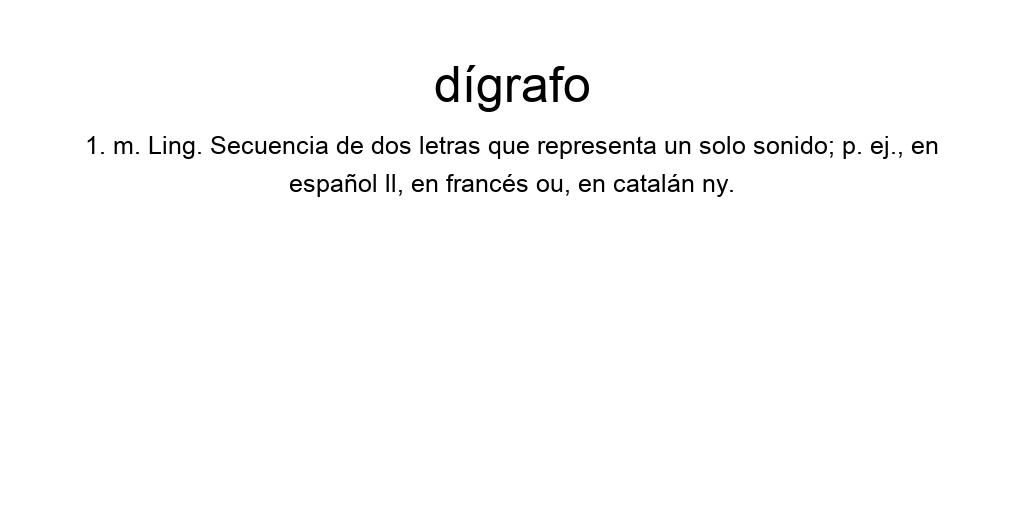 dígrafo
1. m. Ling. Secuencia de dos letras que representa un solo sonido; p. ej., en
español ll, en francés ou, en catalán ny.